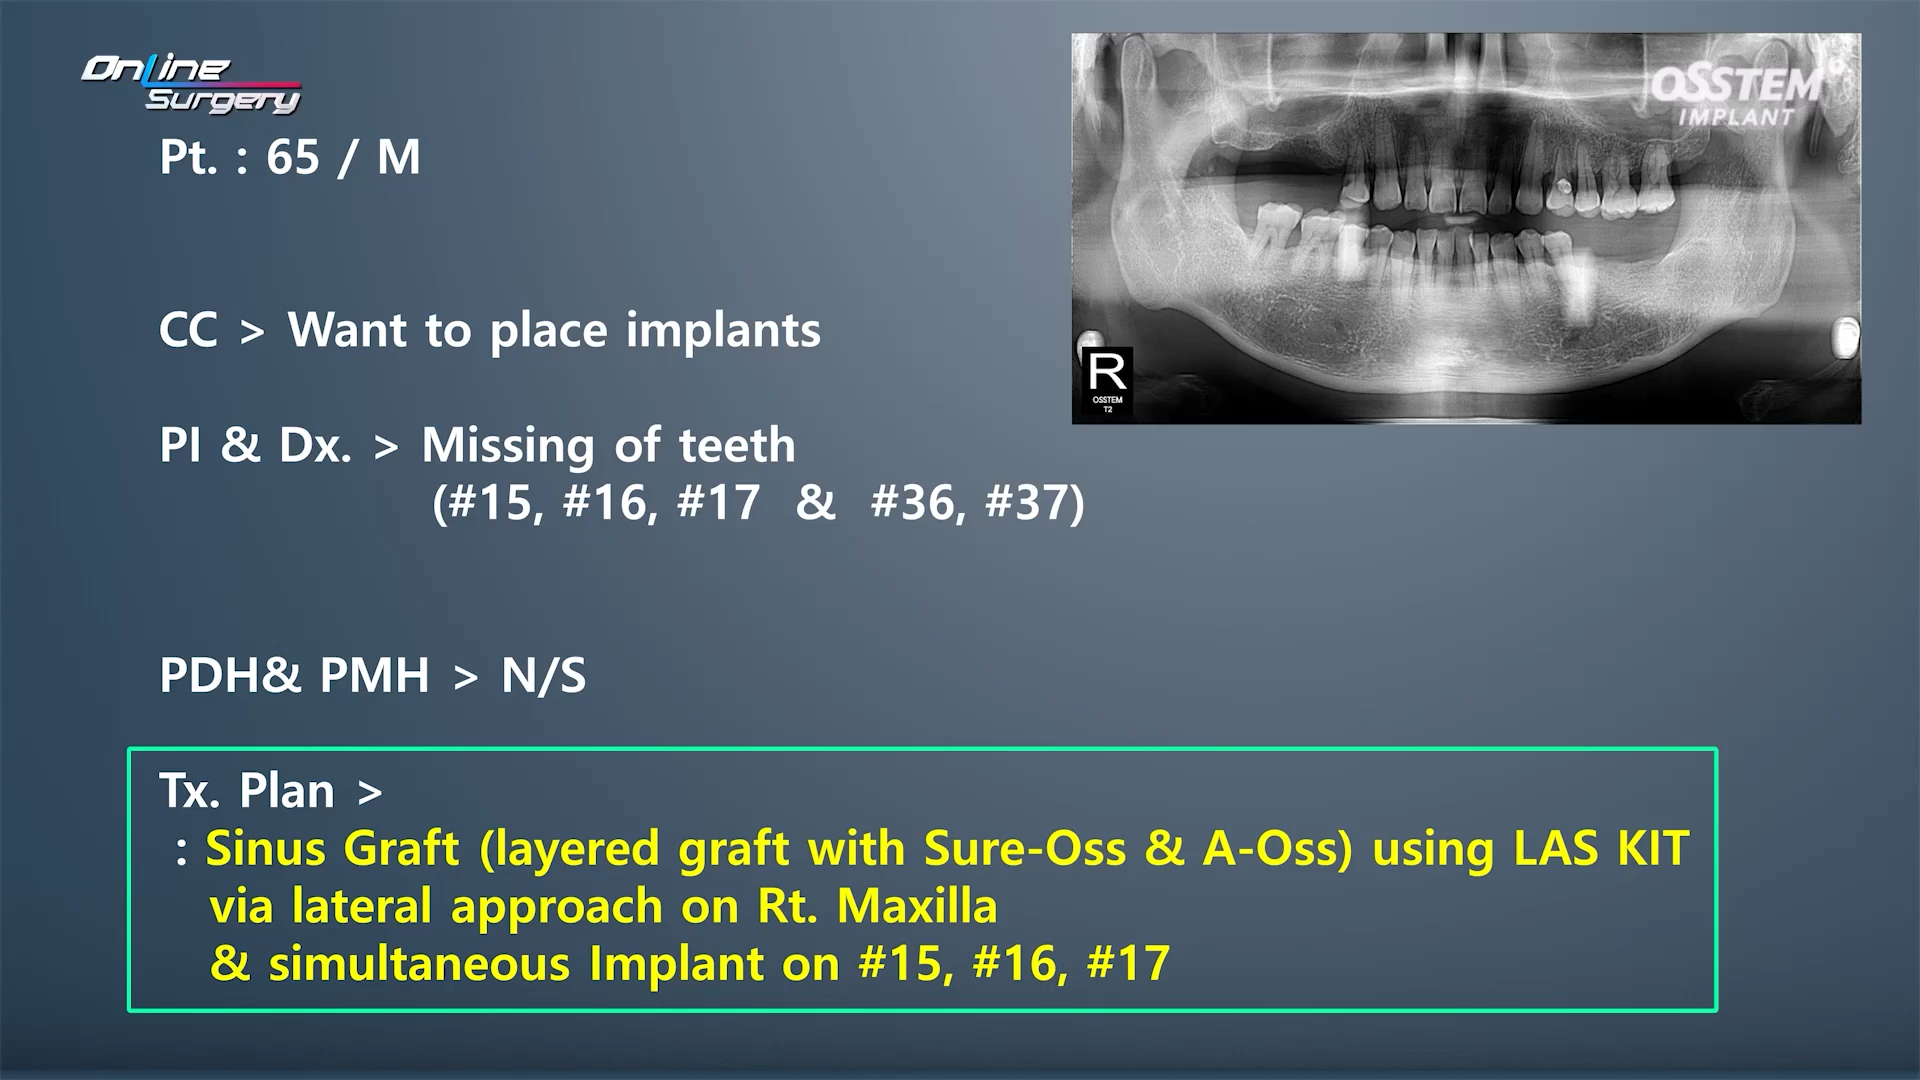 OnLine
Surgery
OSSTEM
IMPLANT
Pt. : 65 / M
CC > Want to place implants
R
OSSTEM
T2
PI & Dx. > Missing of teeth
(#15, #16, #17 & #36, #37)
PDH& PMH > N/S
Tx. Plan >
: Sinus Graft (layered graft with Sure-Oss & A-Oss) using LAS KIT
via lateral approach on Rt. Maxilla
& simultaneous Implant on #15, #16, #17